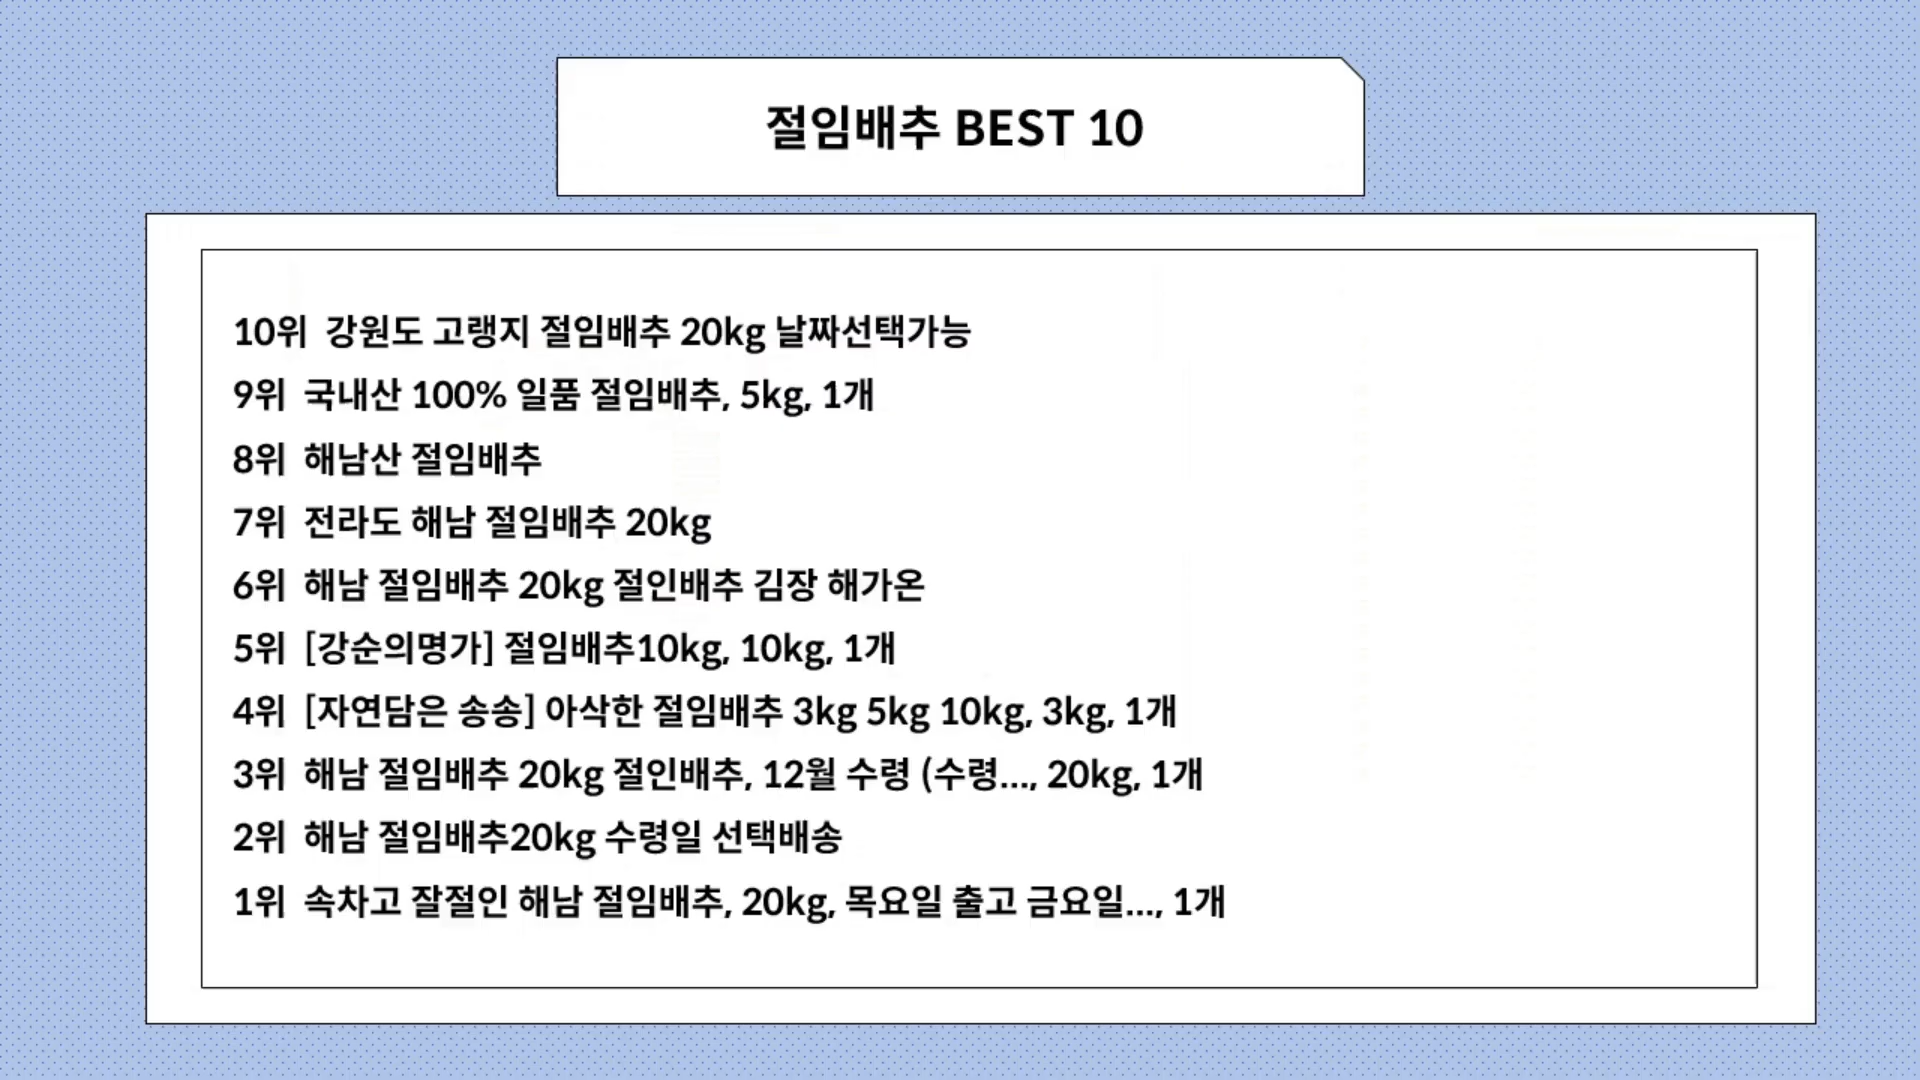 절임배추 BEST 10
10위 강원도 고랭지 절임배추 20kg 날짜선택가능
9위 국내산 100% 일품 절임배추, 5kg, 1개
8위 해남산 절임배추
7위 전라도 해남 절임배추 20kg
6위 해남 절임배추 20kg 절인배추 김장 해가온
5위 [강순의명가] 절임배추10kg, 10kg, 1개
4위 [자연담은 송송] 아삭한 절임배추 3kg 5kg 10kg, 3kg, 1개
3위 해남 절임배추 20kg 절인배추, 12월 수령 (수령..., 20kg, 1개
2위 해남 절임배추20kg 수령일 선택배송
1위 속차고 잘절인 해남 절임배추, 20kg, 목요일 출고 금요일..., 1개